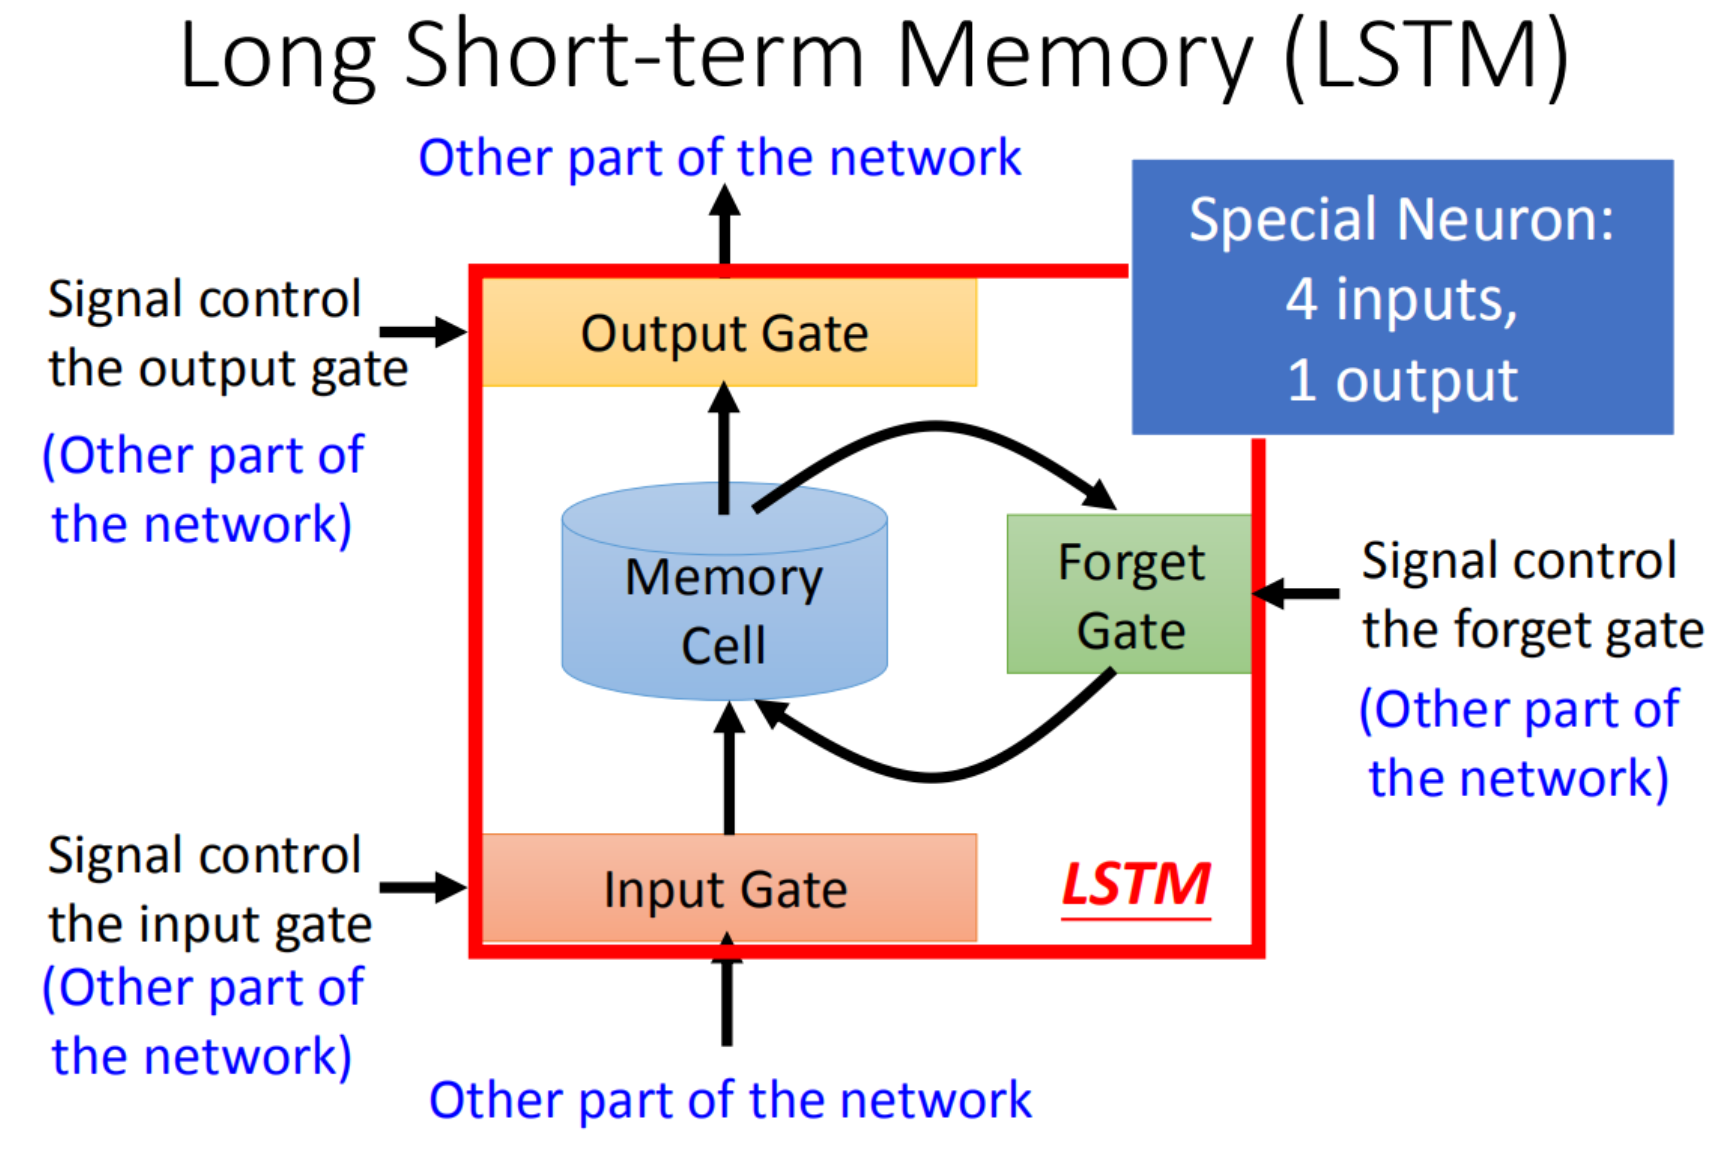 Long Short-term Memory (LSTM)
Other part of the network
Special Neuron:
4 inputs,
1 output
Signal control
the output gate
(Other part of
the network)
Output Gate
Memory
Cell
Forget
Gate
Signal control
the forget gate
(Other part of
the network)
Signal control
the input gate
(Other part of
the network)
Input Gate
LSTM
Other part of the network